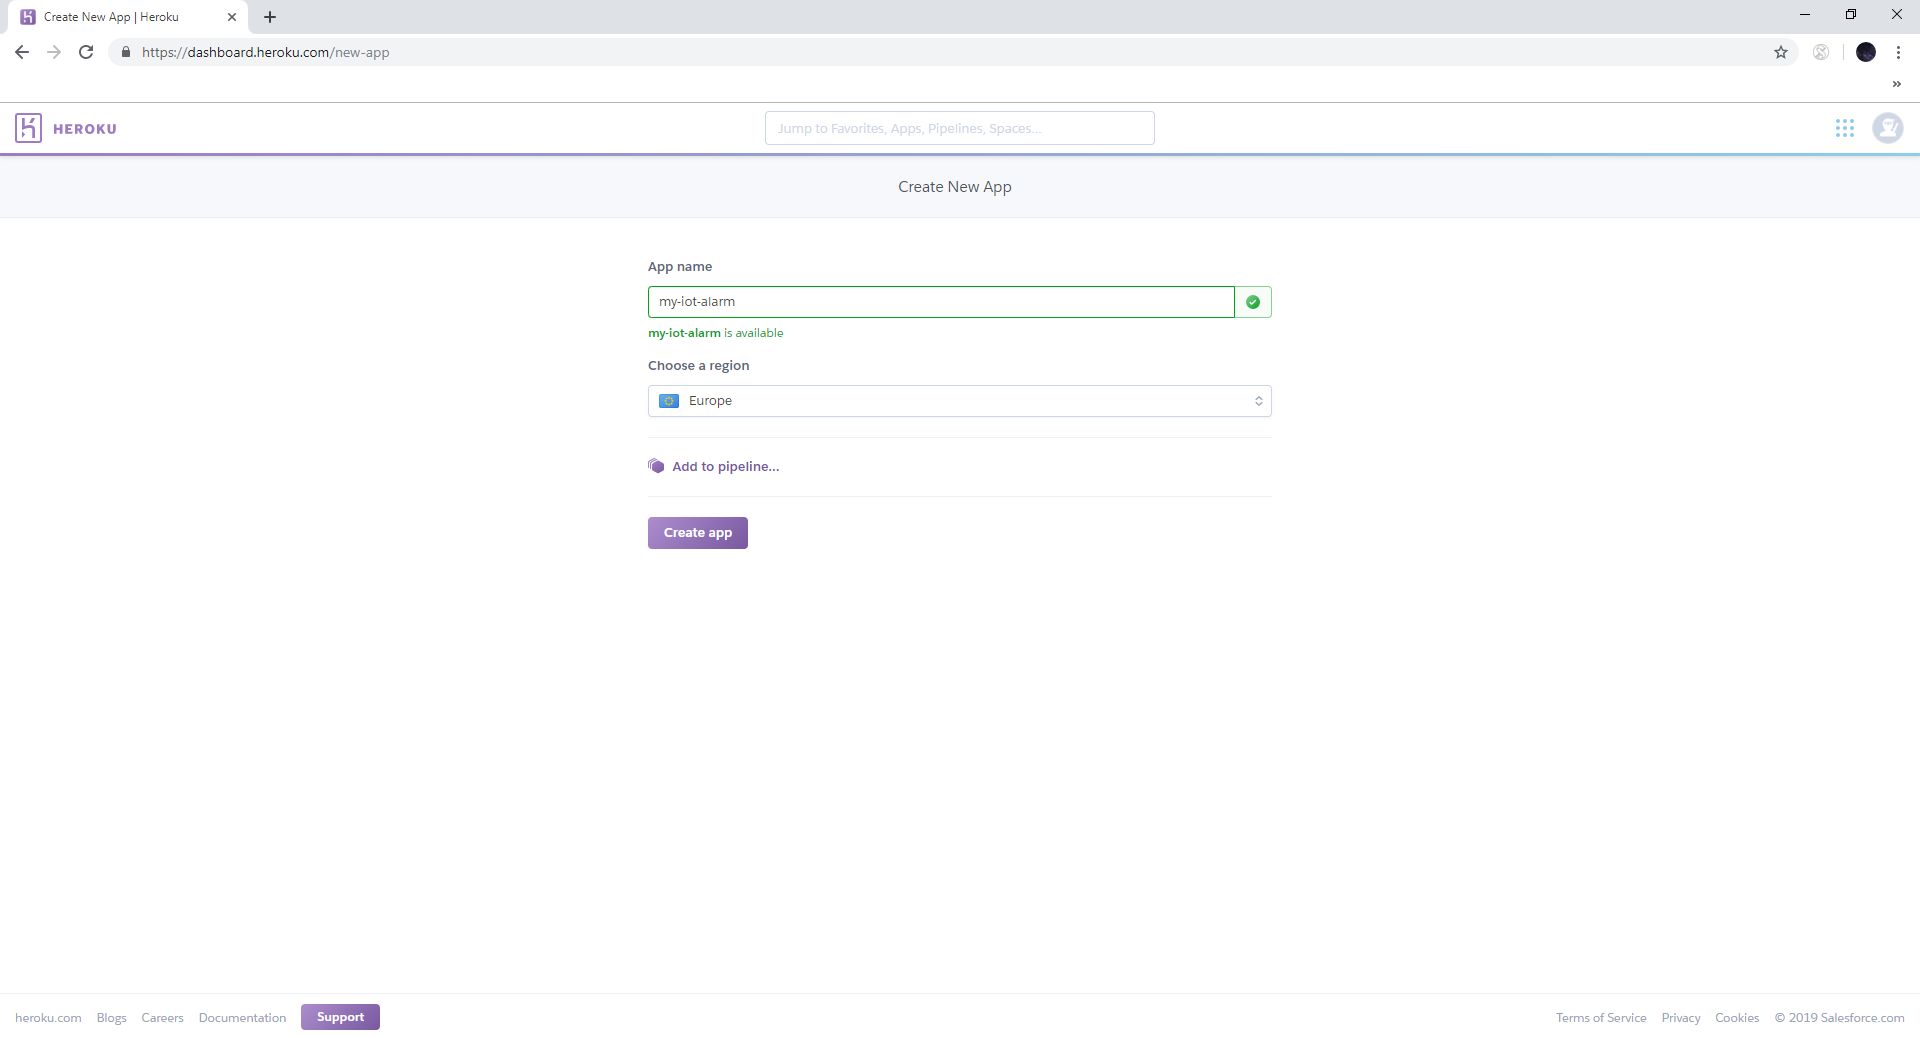 Create New App | Heroku
https://dashboard.heroku.com/new-app
HEROKU
Jump to Favorites, Apps, Pipelines, Spaces...
Create New App
App name
my-iot-alarm
my-iot-alarm is available
Choose a region
Europe
Add to pipeline...
Create app
heroku.com Blogs Careers Documentation Support Terms of Service Privacy Cookies © 2019 Salesforce.com